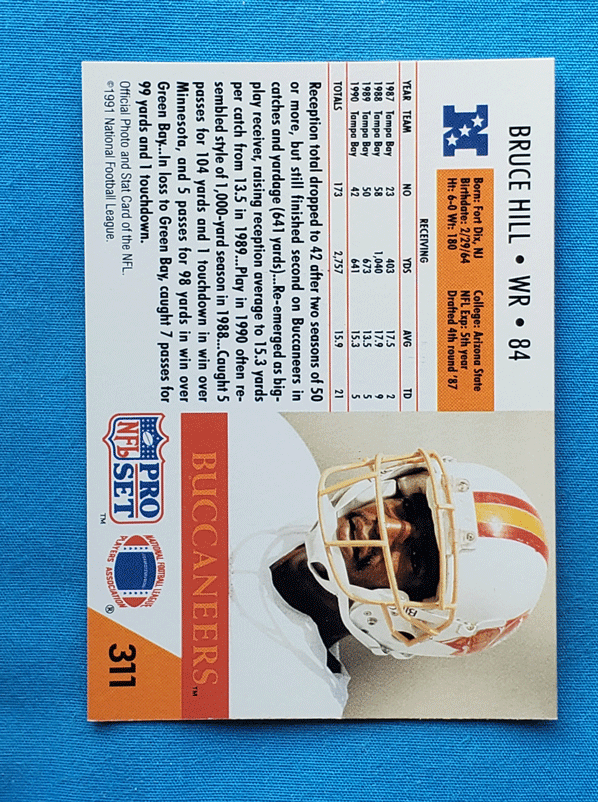 BRUCE HILL • WR • 84
Born: Fort Dix, NJ
Birthdate: 2/29/64
Ht: 6-0 Wt: 180
College: Arizona State
NFL Exp: 5th year
Drafted 4th round '87
N
RECEIVING
YEAR TEAM NO YDS AVG TD
1987 Tampa Bay 23 403 17.5 2
1988 Tampa Bay 58 1,040 17.9 9
1989 Tampa Bay 50 673 13.5 5
1990 Tampa Bay 42 641 15.3 5
TOTALS 173 2,757 15.9 21
Reception total dropped to 42 after two seasons of 50
or more, but still finished second on Buccaneers in
catches and yardage (641 yards)...Re-emerged as big-
play receiver, raising reception average to 15.3 yards
per catch from 13.5 in 1989...Play in 1990 often re-
sembled style of 1,000-yard season in 1988...Caught 5
passes for 104 yards and 1 touchdown in win over
Minnesota, and 5 passes for 98 yards in win over
Green Bay...In loss to Green Bay, caught 7 passes for
99 yards and 1 touchdown.
Official Photo and Stat Card of the NFL.
©1991 National Football League.
BUCCANEERS™
NFL
PRO
SET
™
NATIONAL FOOTBALL LEAGUE
PLAYERS ASSOCIATION
®
311